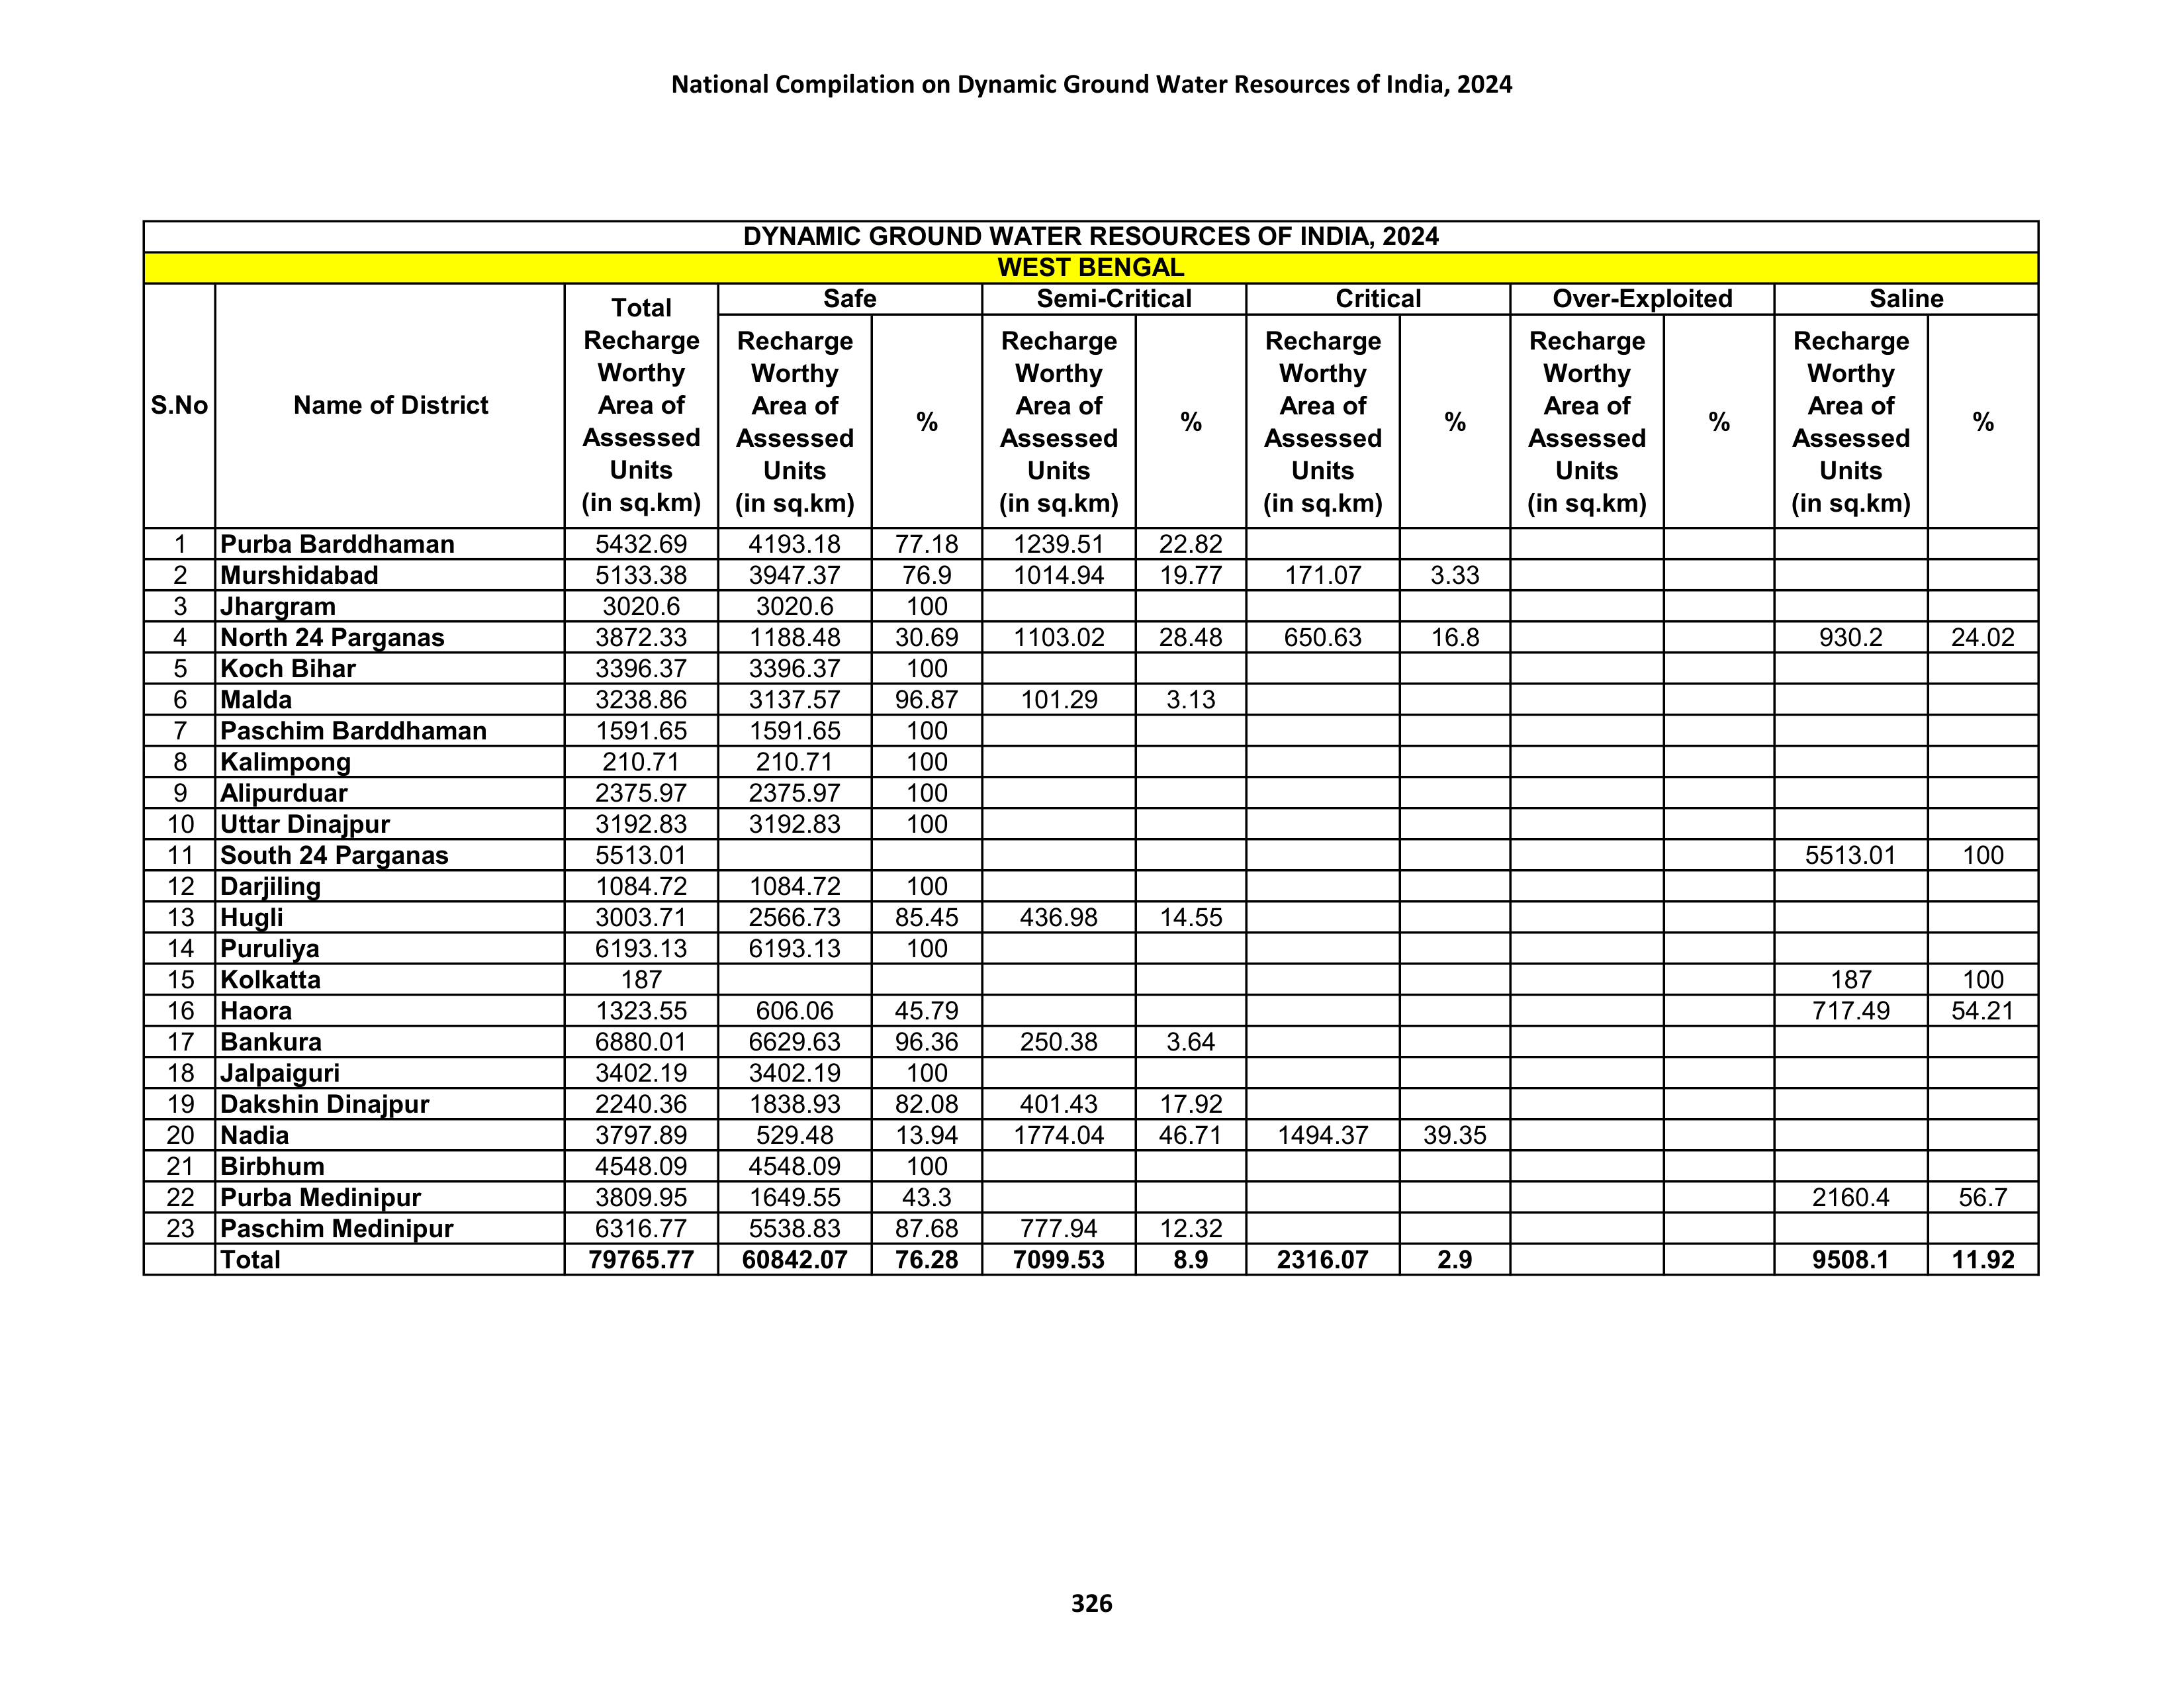 National Compilation on Dynamic Ground Water Resources of India, 2024
DYNAMIC GROUND WATER RESOURCES OF INDIA, 2024
WEST BENGAL
S.No Name of District Total Recharge Worthy Area of Assessed Units (in sq.km) Safe Semi-Critical Critical Over-Exploited Saline
Recharge Worthy Area of Assessed Units (in sq.km) % Recharge Worthy Area of Assessed Units (in sq.km) % Recharge Worthy Area of Assessed Units (in sq.km) % Recharge Worthy Area of Assessed Units (in sq.km) % Recharge Worthy Area of Assessed Units (in sq.km) %
1 Purba Barddhaman 5432.69 4193.18 77.18 1239.51 22.82
2 Murshidabad 5133.38 3947.37 76.9 1014.94 19.77 171.07 3.33
3 Jhargram 3020.6 3020.6 100
4 North 24 Parganas 3872.33 1188.48 30.69 1103.02 28.48 650.63 16.8 930.2 24.02
5 Koch Bihar 3396.37 3396.37 100
6 Malda 3238.86 3137.57 96.87 101.29 3.13
7 Paschim Barddhaman 1591.65 1591.65 100
8 Kalimpong 210.71 210.71 100
9 Alipurduar 2375.97 2375.97 100
10 Uttar Dinajpur 3192.83 3192.83 100
11 South 24 Parganas 5513.01 5513.01 100
12 Darjiling 1084.72 1084.72 100
13 Hugli 3003.71 2566.73 85.45 436.98 14.55
14 Puruliya 6193.13 6193.13 100
15 Kolkatta 187 187 100
16 Haora 1323.55 606.06 45.79 717.49 54.21
17 Bankura 6880.01 6629.63 96.36 250.38 3.64
18 Jalpaiguri 3402.19 3402.19 100
19 Dakshin Dinajpur 2240.36 1838.93 82.08 401.43 17.92
20 Nadia 3797.89 529.48 13.94 1774.04 46.71 1494.37 39.35
21 Birbhum 4548.09 4548.09 100
22 Purba Medinipur 3809.95 1649.55 43.3 2160.4 56.7
23 Paschim Medinipur 6316.77 5538.83 87.68 777.94 12.32
Total 79765.77 60842.07 76.28 7099.53 8.9 2316.07 2.9 9508.1 11.92
326